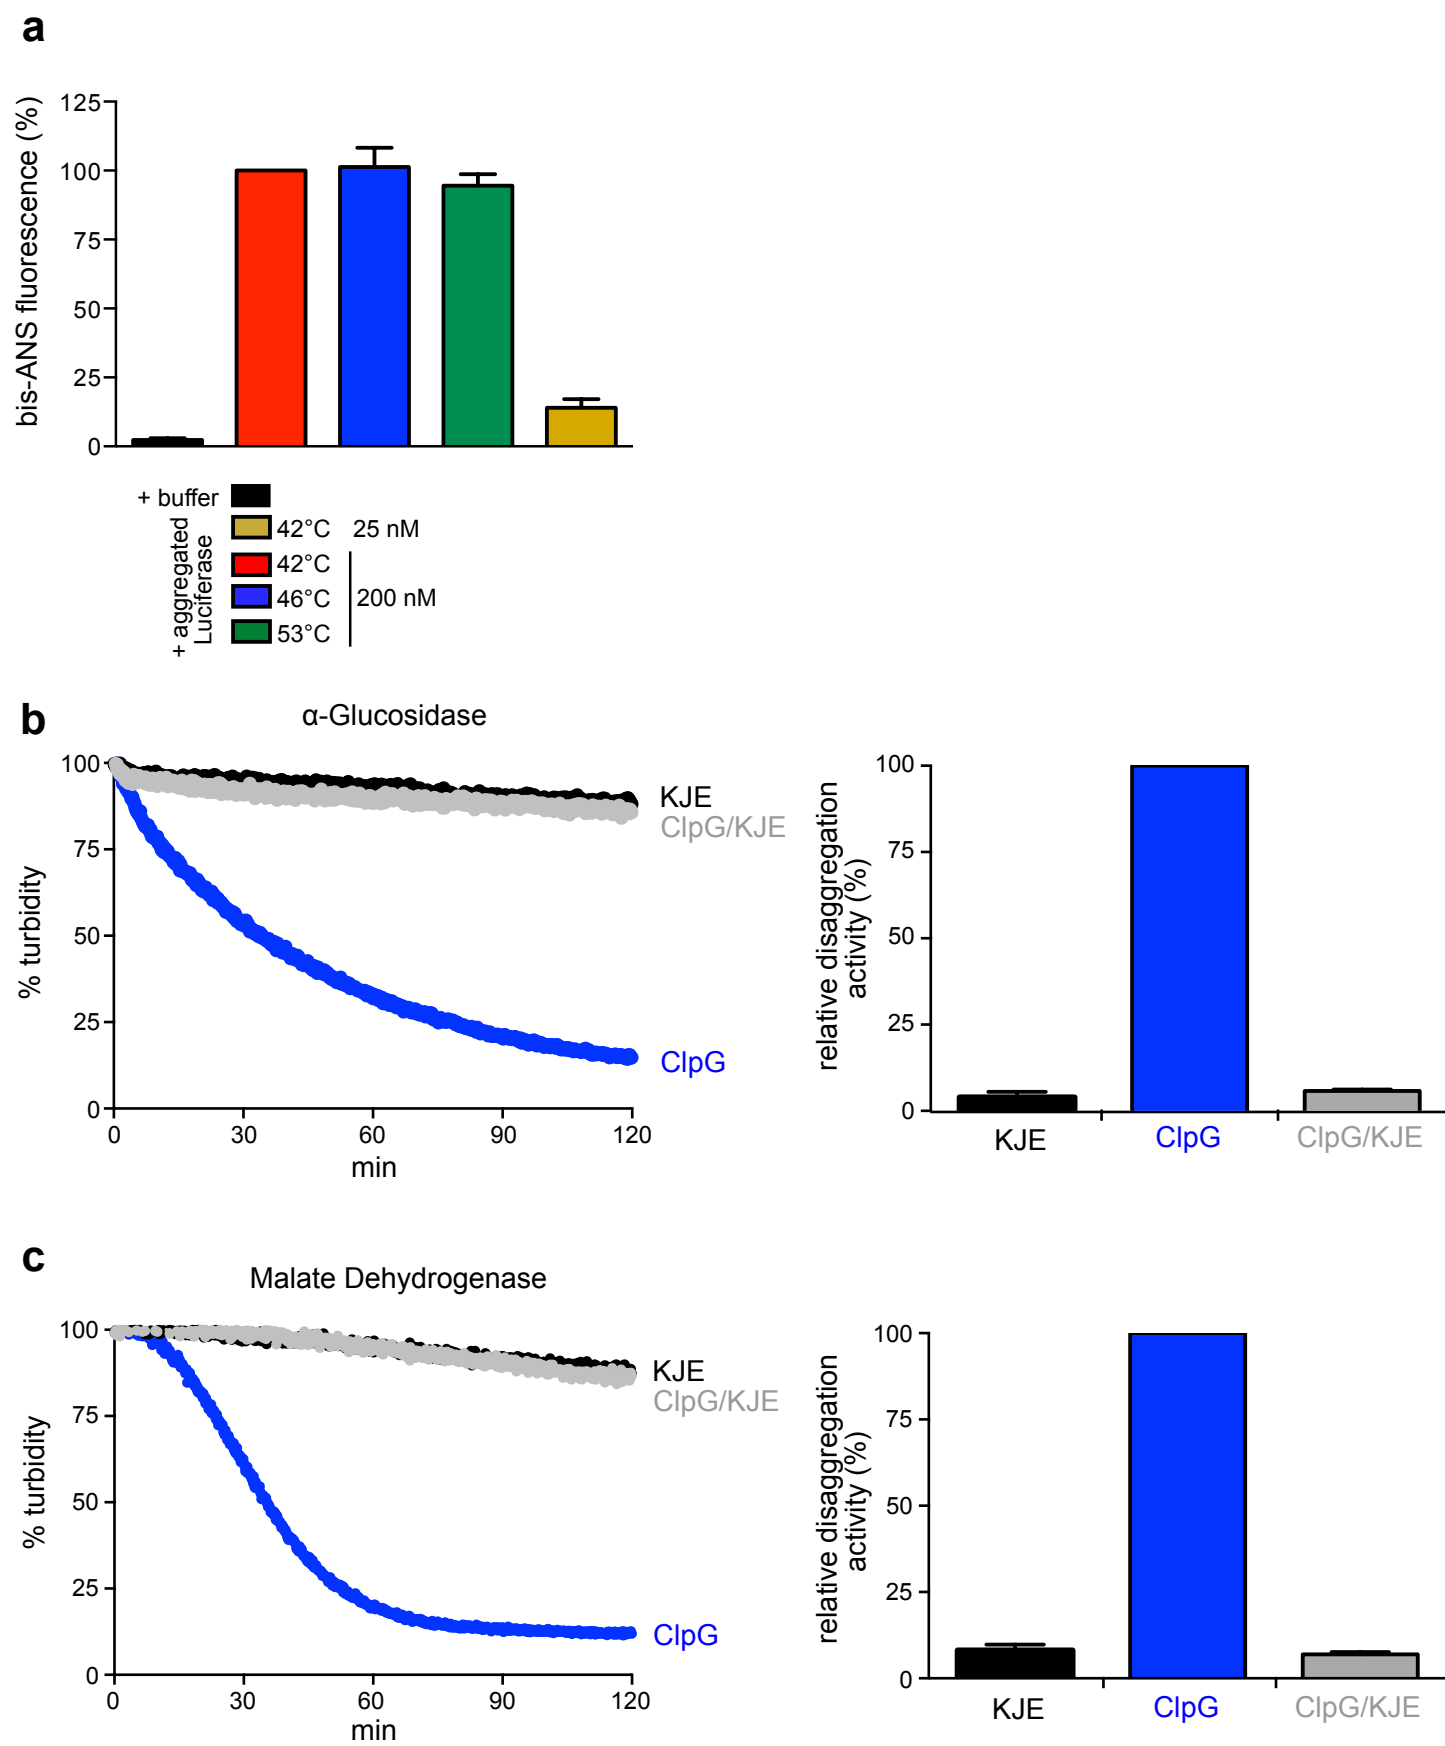 a
bis-ANS fluorescence (%)
125
100
75
50
25
0
+ buffer
+ aggregated
Luciferase
42°C 25 nM
42°C
46°C
53°C
200 nM
b
α-Glucosidase
% turbidity
100
75
50
25
0
0 30 60 90 120
min
KJE
ClpG/KJE
ClpG
relative disaggregation
activity (%)
100
75
50
25
0
KJE ClpG ClpG/KJE
c
Malate Dehydrogenase
% turbidity
100
75
50
25
0
0 30 60 90 120
min
KJE
ClpG/KJE
ClpG
relative disaggregation
activity (%)
100
75
50
25
0
KJE ClpG ClpG/KJE